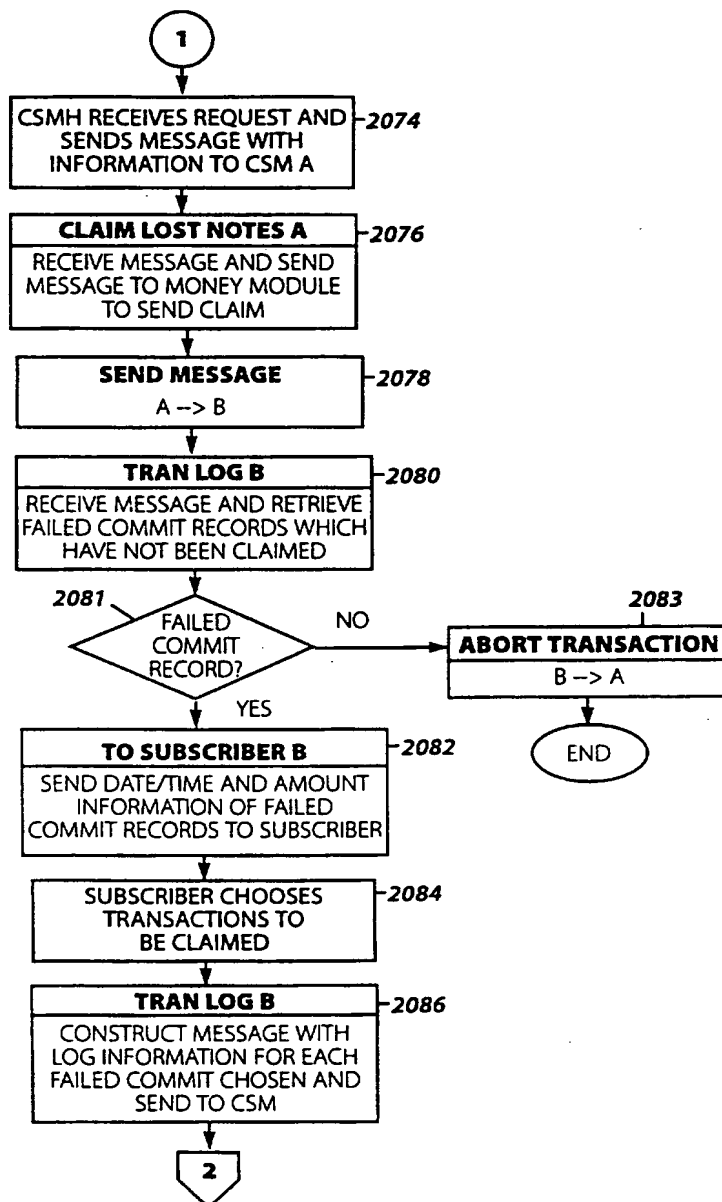 1
CSMH RECEIVES REQUEST AND
SENDS MESSAGE WITH
INFORMATION TO CSM A
2074
CLAIM LOST NOTES A
2076
RECEIVE MESSAGE AND SEND
MESSAGE TO MONEY MODULE
TO SEND CLAIM
SEND MESSAGE
2078
A --> B
TRAN LOG B
2080
RECEIVE MESSAGE AND RETRIEVE
FAILED COMMIT RECORDS WHICH
HAVE NOT BEEN CLAIMED
2081
FAILED
COMMIT
RECORD?
NO
2083
ABORT TRANSACTION
B --> A
END
YES
TO SUBSCRIBER B
2082
SEND DATE/TIME AND AMOUNT
INFORMATION OF FAILED
COMMIT RECORDS TO SUBSCRIBER
SUBSCRIBER CHOOSES
TRANSACTIONS TO
BE CLAIMED
2084
TRAN LOG B
2086
CONSTRUCT MESSAGE WITH
LOG INFORMATION FOR EACH
FAILED COMMIT CHOSEN AND
SEND TO CSM
2